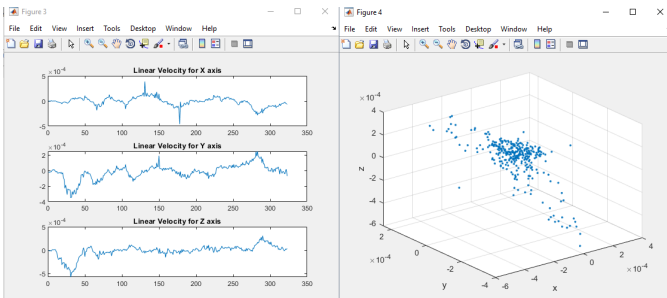 Figure 3
File Edit View Insert Tools Desktop Window Help
Linear Velocity for X axis
×10-4
5
0
-5
0 50 100 150 200 250 300 350
Linear Velocity for Y axis
×10-4
2
0
-2
-4
0 50 100 150 200 250 300 350
Linear Velocity for Z axis
×10-4
5
0
-5
0 50 100 150 200 250 300 350
Figure 4
File Edit View Insert Tools Desktop Window Help
×10-4
4
2
0
-2
-4
-6
z
2
0
-2
-4
×10-4
y
-6
-4
-2
0
2
4
×10-4
x